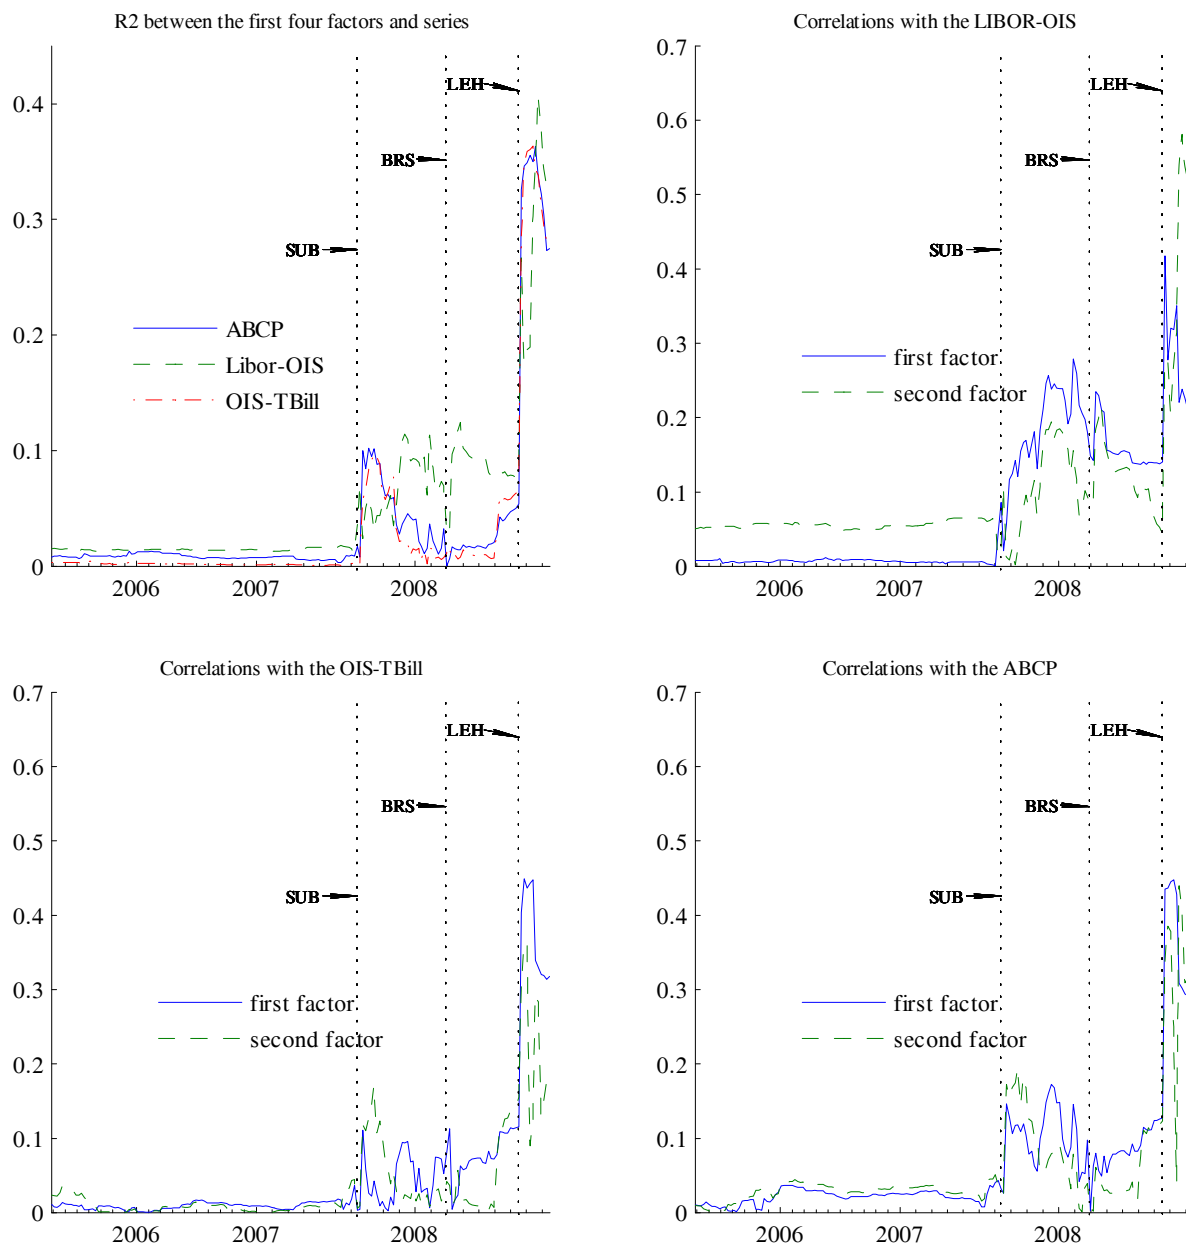 R2 between the first four factors and series
0.4
0.3
0.2
0.1
0
LEH
BRS
SUB
ABCP
Libor-OIS
OIS-TBill
2006 2007 2008
Correlations with the LIBOR-OIS
0.7
0.6
0.5
0.4
0.3
0.2
0.1
0
LEH
BRS
SUB
first factor
second factor
2006 2007 2008
Correlations with the OIS-TBill
0.7
0.6
0.5
0.4
0.3
0.2
0.1
0
LEH
BRS
SUB
first factor
second factor
2006 2007 2008
Correlations with the ABCP
0.7
0.6
0.5
0.4
0.3
0.2
0.1
0
LEH
BRS
SUB
first factor
second factor
2006 2007 2008